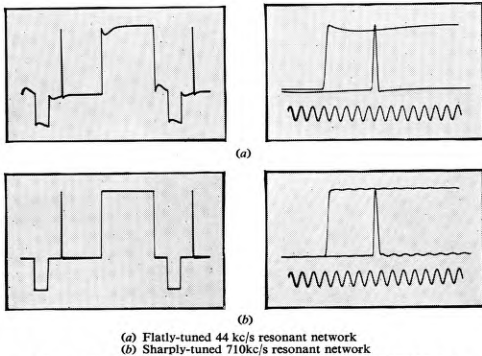 (a)
(b)
(a) Flatly-tuned 44 kc/s resonant network
(b) Sharply-tuned 710kc/s resonant network